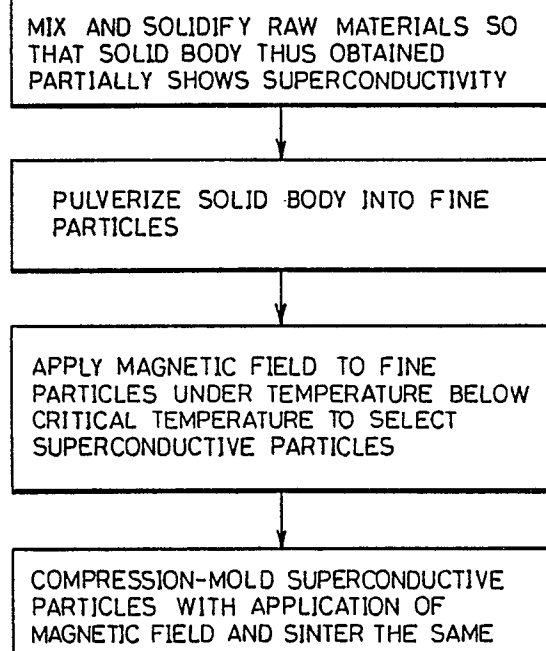 MIX AND SOLIDIFY RAW MATERIALS SO
THAT SOLID BODY THUS OBTAINED
PARTIALLY SHOWS SUPERCONDUCTIVITY
PULVERIZE SOLID BODY INTO FINE
PARTICLES
APPLY MAGNETIC FIELD TO FINE
PARTICLES UNDER TEMPERATURE BELOW
CRITICAL TEMPERATURE TO SELECT
SUPERCONDUCTIVE PARTICLES
COMPRESSION-MOLD SUPERCONDUCTIVE
PARTICLES WITH APPLICATION OF
MAGNETIC FIELD AND SINTER THE SAME